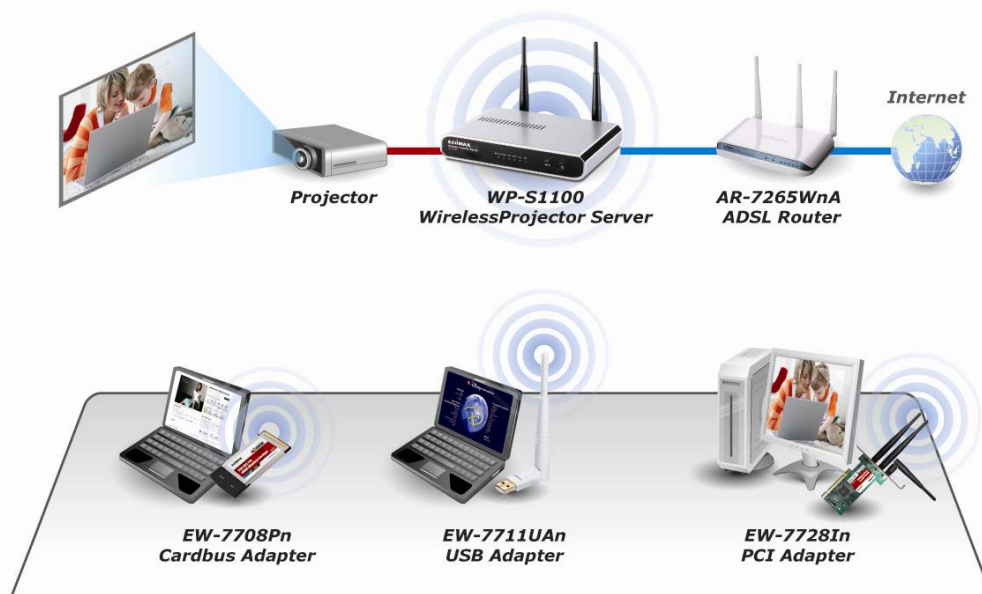 Internet
Projector
WP-S1100
WirelessProjector Server
AR-7265WnA
ADSL Router
EDIMAX
EW-7708Pn
Cardbus Adapter
EW-7711UAn
USB Adapter
EW-7728In
PCI Adapter